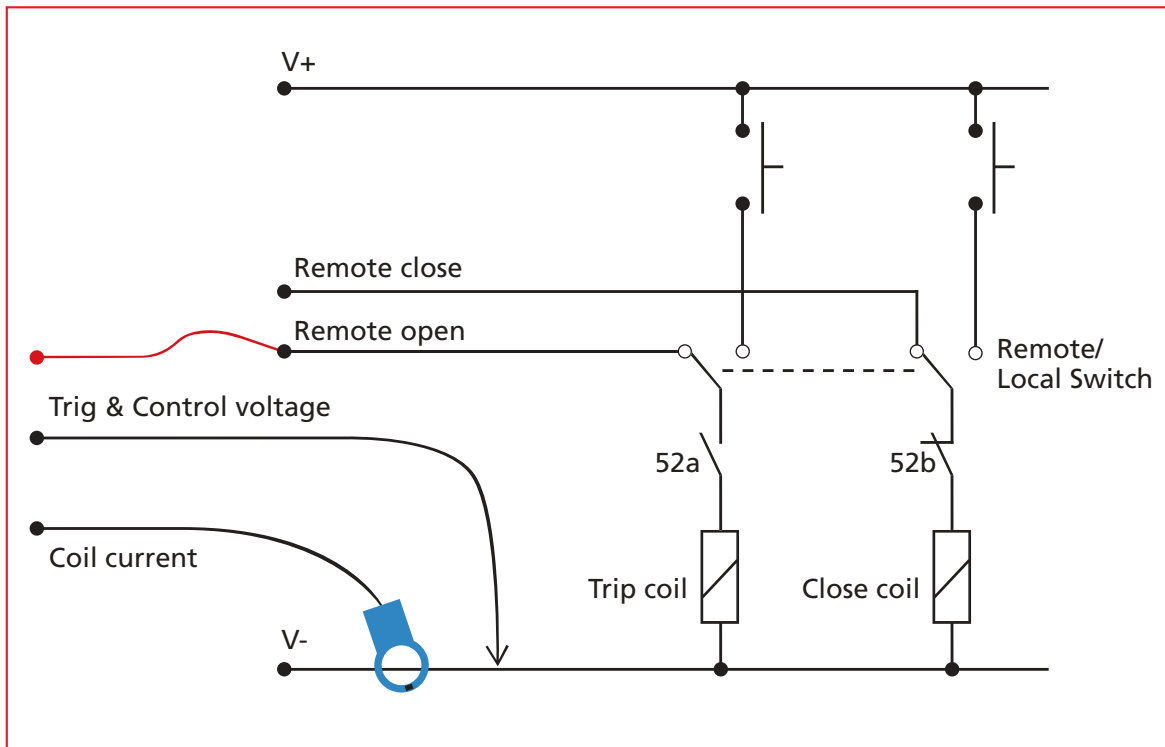 V+
Remote close
Remote open
Remote/
Local Switch
Trig & Control voltage
52a
52b
Coil current
Trip coil
Close coil
V-